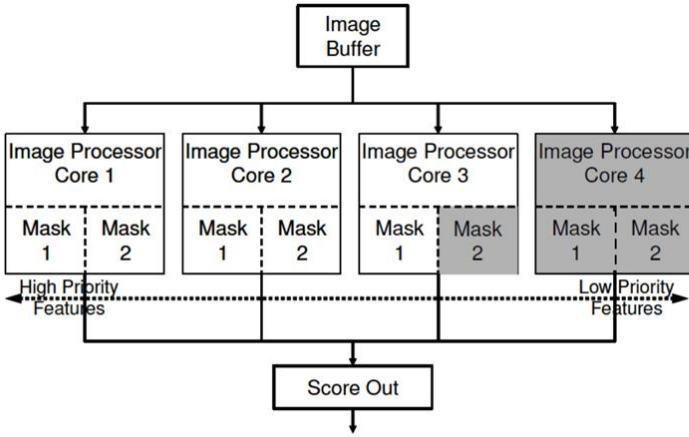 Image
Buffer
Image Processor
Core 1
Image Processor
Core 2
Image Processor
Core 3
Image Processor
Core 4
Mask
1
Mask
2
Mask
1
Mask
2
Mask
1
Mask
2
Mask
1
Mask
2
High Priority
Features
Low Priority
Features
Score Out